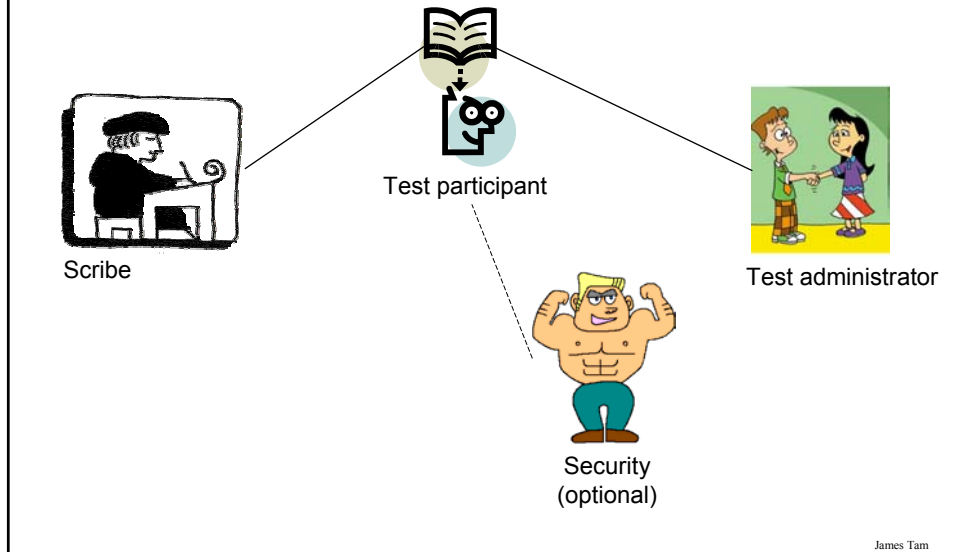 Test participant
Scribe
Test administrator
Security
(optional)
James Tam